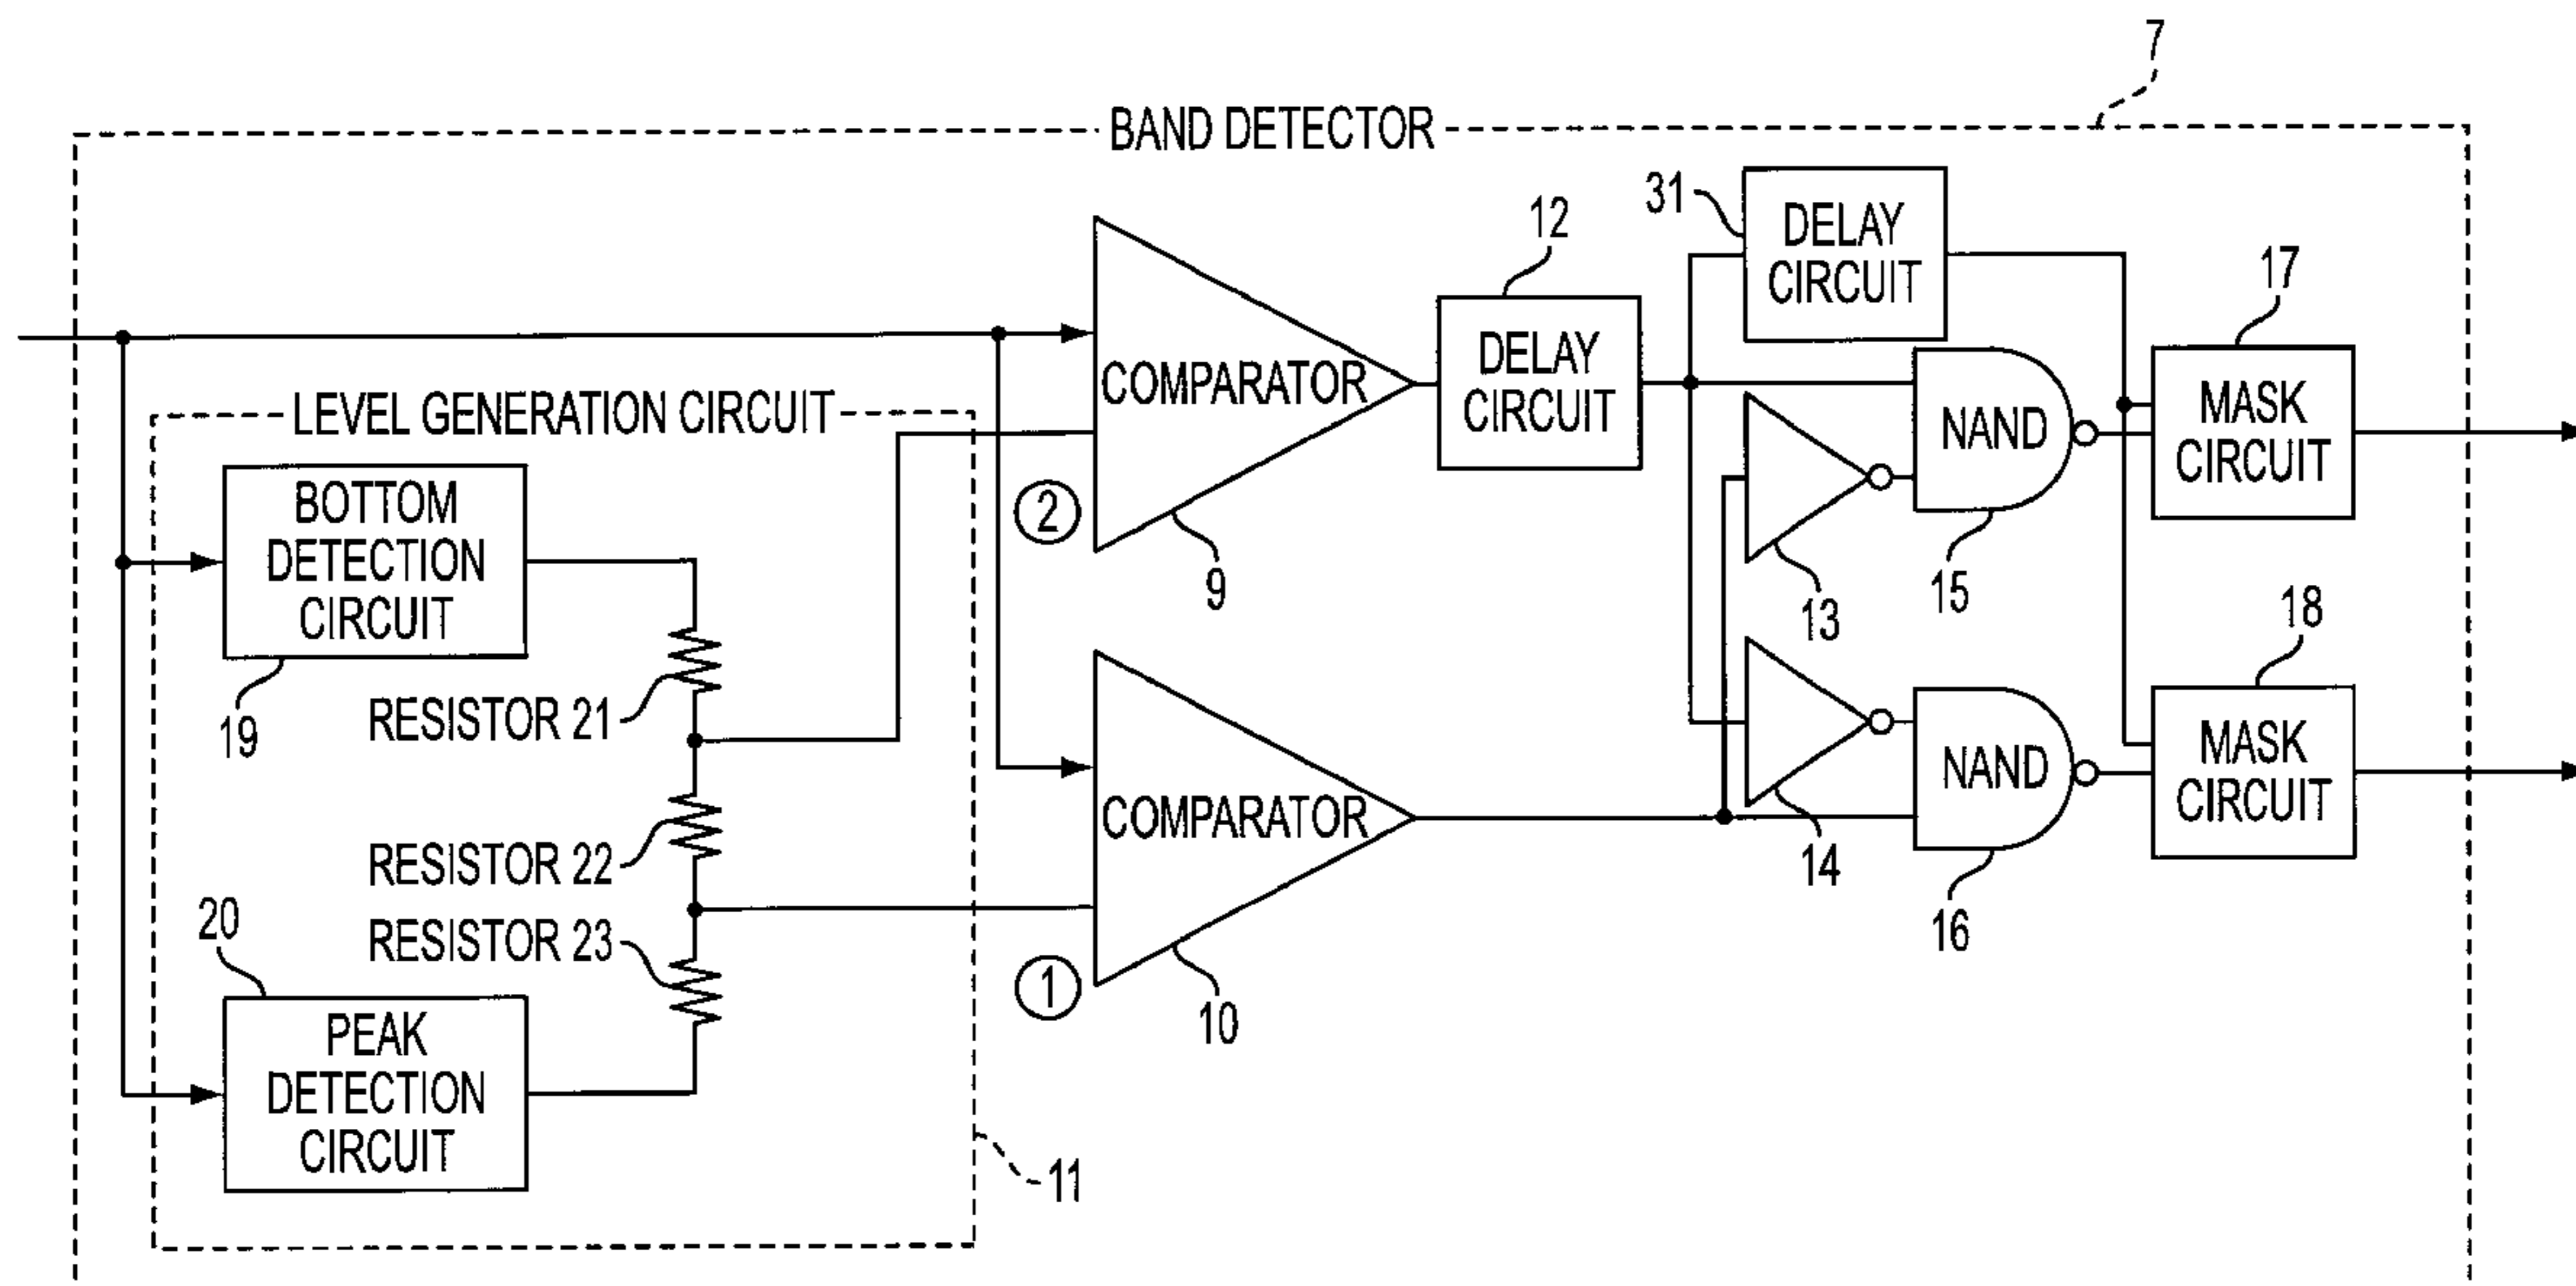 7
BAND DETECTOR
31
DELAY
CIRCUIT
12
DELAY
CIRCUIT
17
MASK
CIRCUIT
COMPARATOR
9
②
NAND
15
13
LEVEL GENERATION CIRCUIT
BOTTOM
DETECTION
CIRCUIT
19
RESISTOR 21
RESISTOR 22
RESISTOR 23
20
PEAK
DETECTION
CIRCUIT
11
COMPARATOR
10
①
14
NAND
16
18
MASK
CIRCUIT